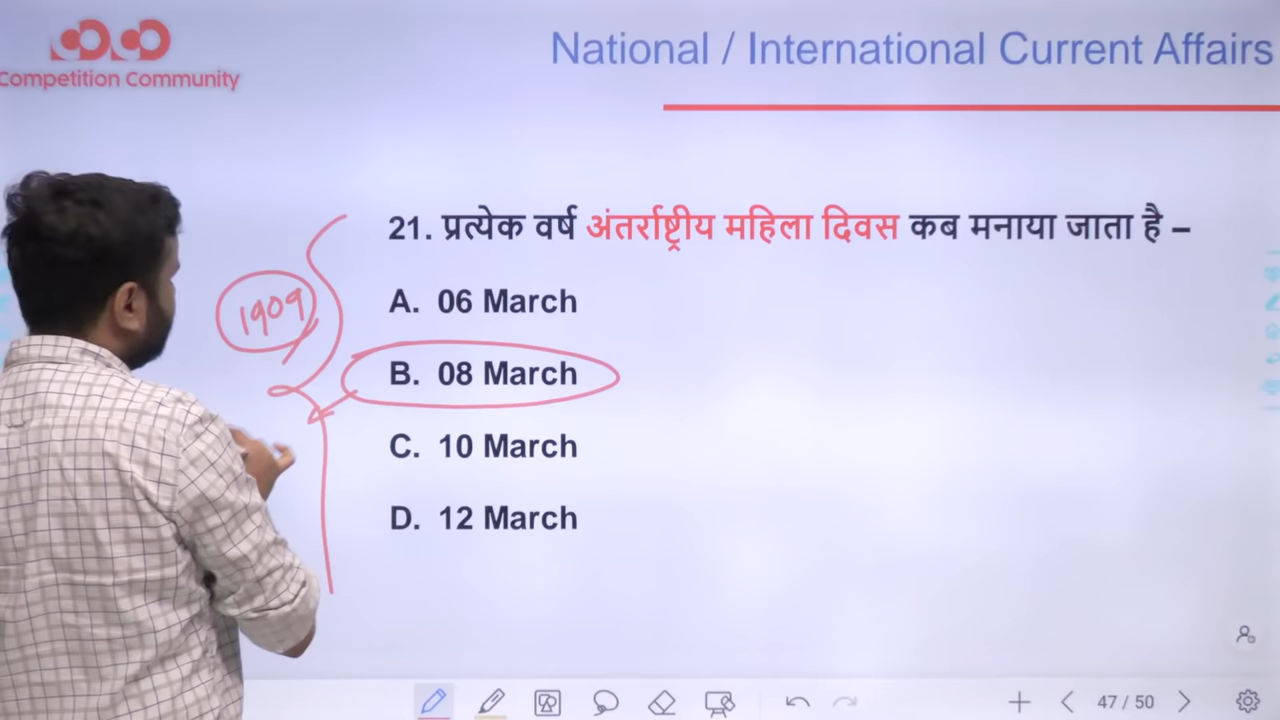 Competition Community
National / International Current Affairs
21. प्रत्येक वर्ष अंतर्राष्ट्रीय महिला दिवस कब मनाया जाता है –
1909
A. 06 March
B. 08 March
C. 10 March
D. 12 March
47 / 50